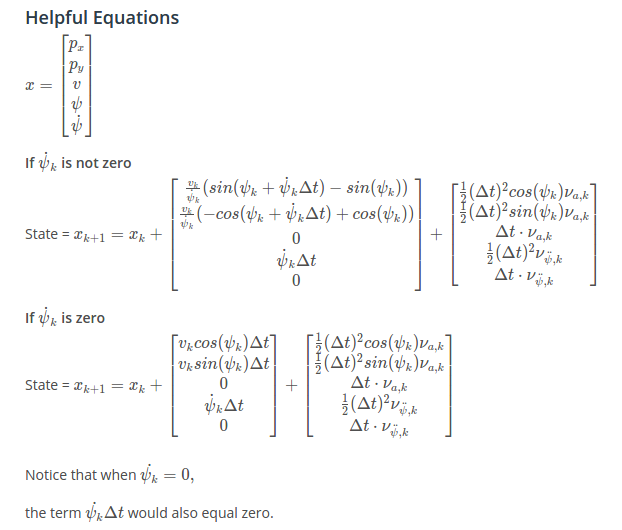 Helpful Equations
x = [p_x; p_y; v; ψ; ψ̇]
If ψ̇_k is not zero
State = x_{k+1} = x_k + [v_k/ψ̇_k (sin(ψ_k + ψ̇_kΔt) − sin(ψ_k)); v_k/ψ̇_k (−cos(ψ_k + ψ̇_kΔt) + cos(ψ_k)); 0; ψ̇_kΔt; 0] + [1/2(Δt)²cos(ψ_k)ν_{a,k}; 1/2(Δt)²sin(ψ_k)ν_{a,k}; Δt · ν_{a,k}; 1/2(Δt)²ν_{ψ̈,k}; Δt · ν_{ψ̈,k}]
If ψ̇_k is zero
State = x_{k+1} = x_k + [v_kcos(ψ_k)Δt; v_ksin(ψ_k)Δt; 0; ψ̇_kΔt; 0] + [1/2(Δt)²cos(ψ_k)ν_{a,k}; 1/2(Δt)²sin(ψ_k)ν_{a,k}; Δt · ν_{a,k}; 1/2(Δt)²ν_{ψ̈,k}; Δt · ν_{ψ̈,k}]
Notice that when ψ̇_k = 0,
the term ψ̇_kΔt would also equal zero.